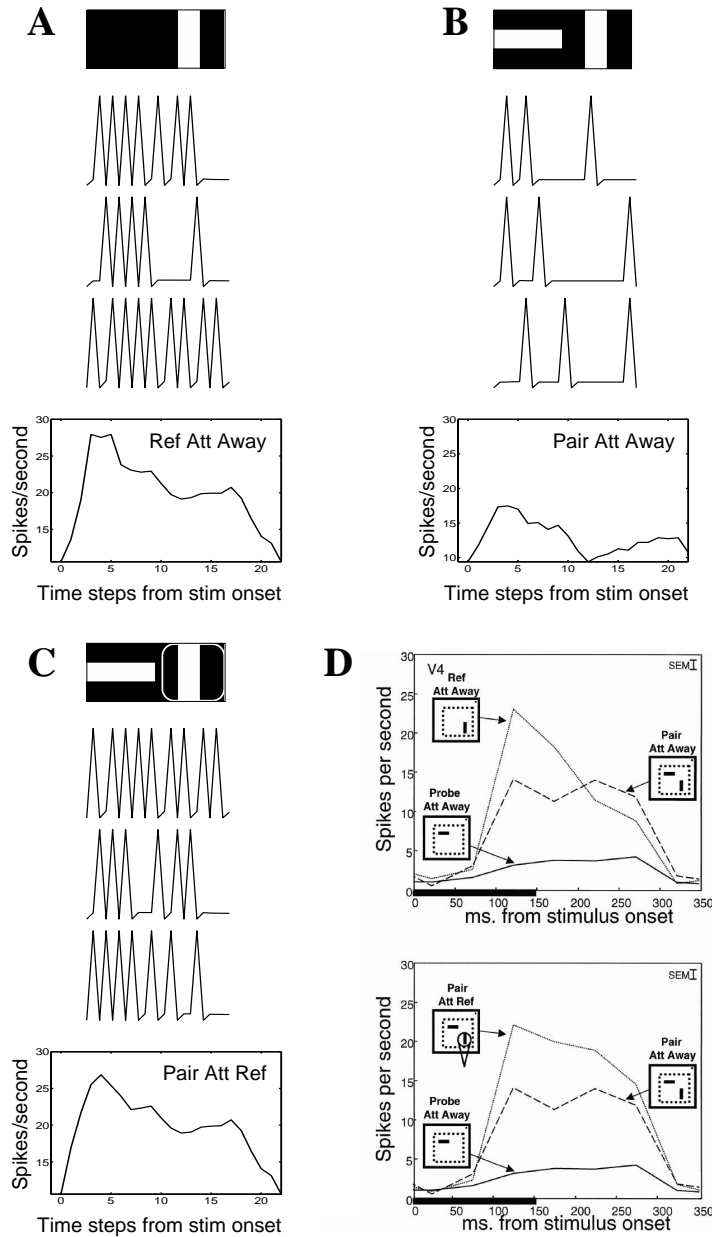 A
B
30
Ref Att Away
Spikes/second
20
10
0
5
10
15
20
Time steps from stim onset
30
Pair Att Away
Spikes/second
25
20
15
10
0
5
10
15
20
Time steps from stim onset
C
D
30
Pair Att Ref
Spikes/second
20
10
0
5
10
15
20
Time steps from stim onset
30
V4
SEM
Ref
Att Away
Pair
Att Away
Probe
Att Away
Spikes per second
25
20
15
10
5
0
0
50
100
150
200
250
300
350
ms. from stimulus onset
30
SEM
Pair
Att Ref
Pair
Att Away
Probe
Att Away
Spikes per second
25
20
15
10
5
0
0
50
100
150
200
250
300
350
ms. from stimulus onset